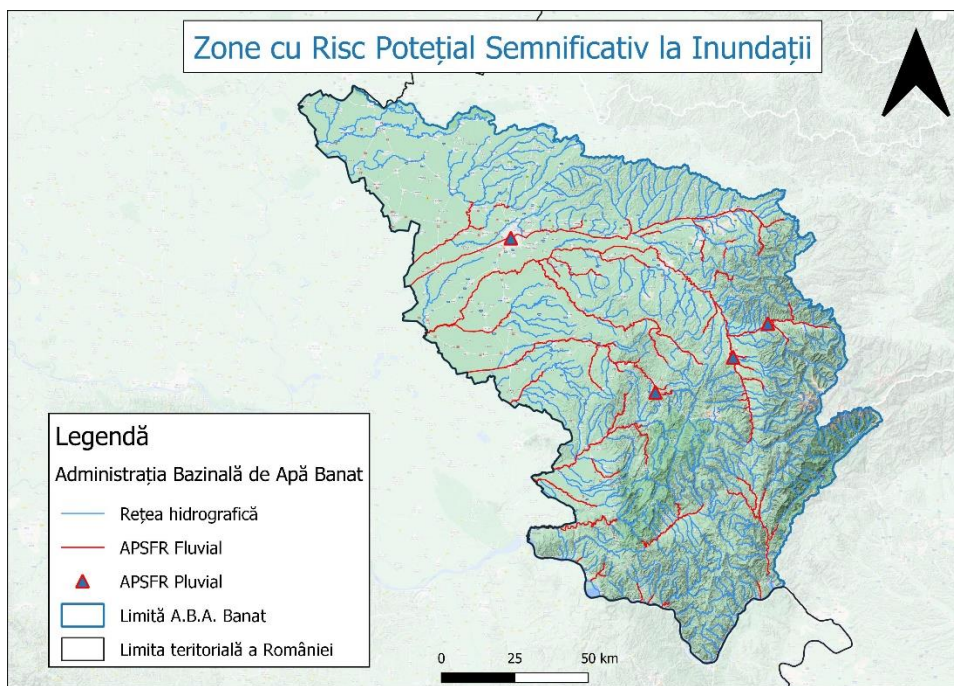 Zone cu Risc Potețial Semnificativ la Inundații
Legendă
Administrația Bazinală de Apă Banat
Rețea hidrografică
APSFR Fluvial
APSFR Pluvial
Limită A.B.A. Banat
Limita teritorială a României
0 25 50 km